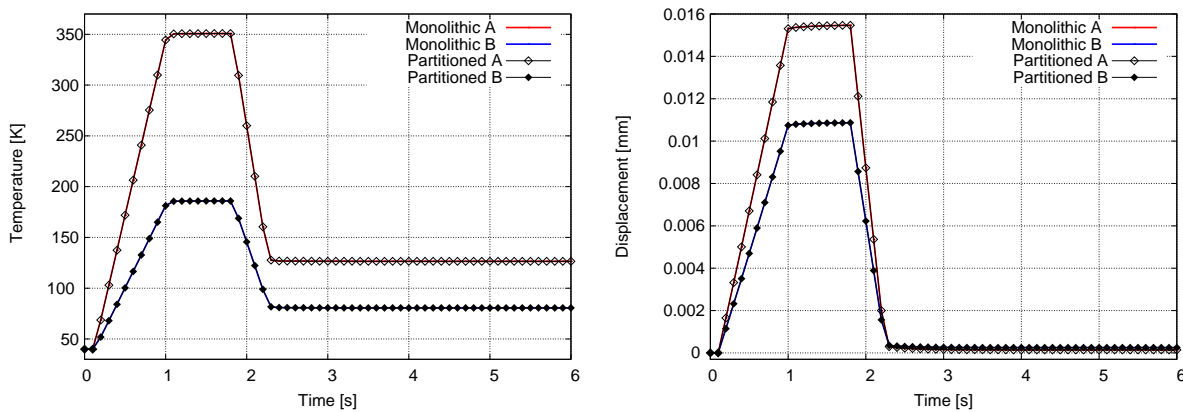 350
300
250
200
150
100
50
0
1
2
3
4
5
6
Temperature [K]
Time [s]
Monolithic A
Monolithic B
Partitioned A
Partitioned B
0.016
0.014
0.012
0.01
0.008
0.006
0.004
0.002
0
0
1
2
3
4
5
6
Displacement [mm]
Time [s]
Monolithic A
Monolithic B
Partitioned A
Partitioned B